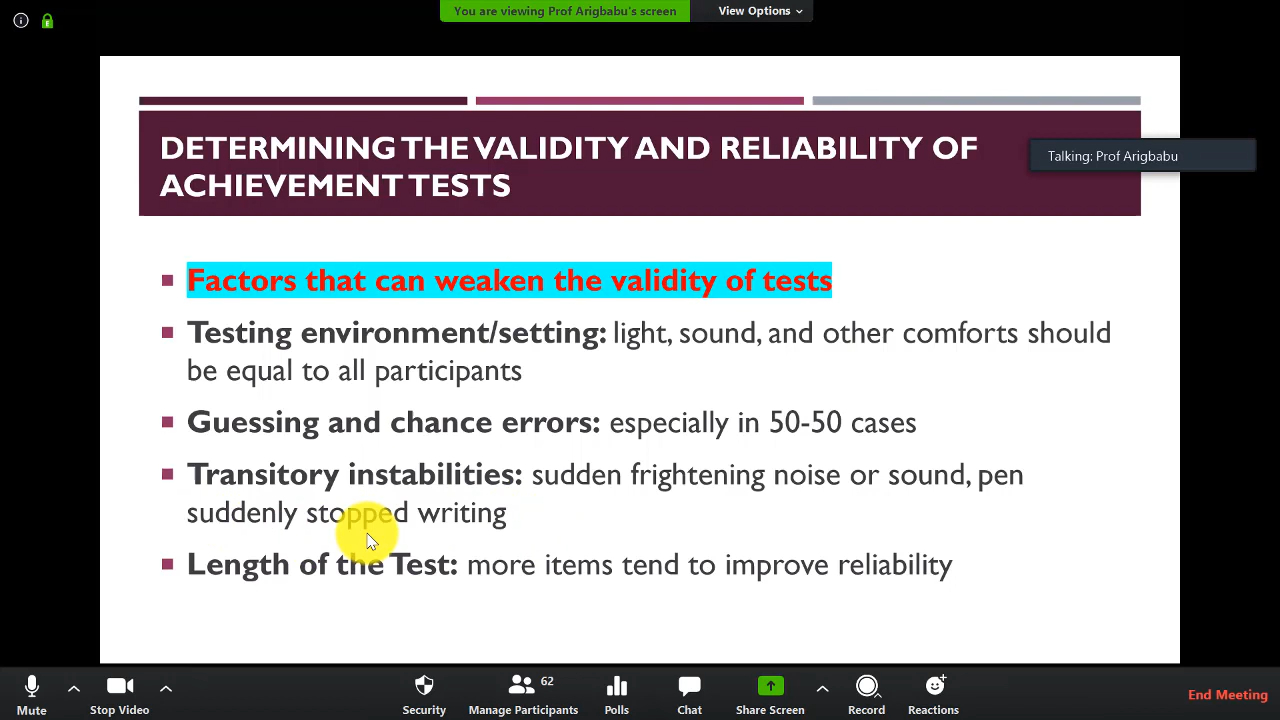 You are viewing Prof Arigbabu's screen
View Options
DETERMINING THE VALIDITY AND RELIABILITY OF
ACHIEVEMENT TESTS
Talking: Prof Arigbabu
Factors that can weaken the validity of tests
Testing environment/setting: light, sound, and other comforts should
be equal to all participants
Guessing and chance errors: especially in 50-50 cases
Transitory instabilities: sudden frightening noise or sound, pen
suddenly stopped writing
Length of the Test: more items tend to improve reliability
Mute
Stop Video
Security
Manage Participants
62
Polls
Chat
Share Screen
Record
Reactions
End Meeting